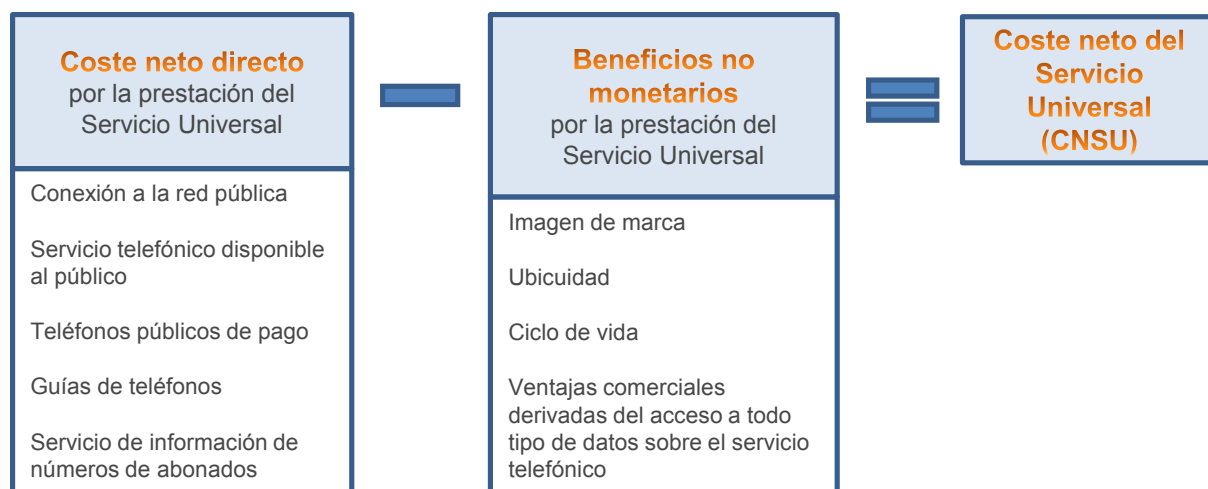 Coste neto directo
por la prestación del
Servicio Universal
Conexión a la red pública
Servicio telefónico disponible
al público
Teléfonos públicos de pago
Guías de teléfonos
Servicio de información de
números de abonados
Beneficios no
monetarios
por la prestación del
Servicio Universal
Imagen de marca
Ubicuidad
Ciclo de vida
Ventajas comerciales
derivadas del acceso a todo
tipo de datos sobre el servicio
telefónico
Coste neto del
Servicio
Universal
(CNSU)